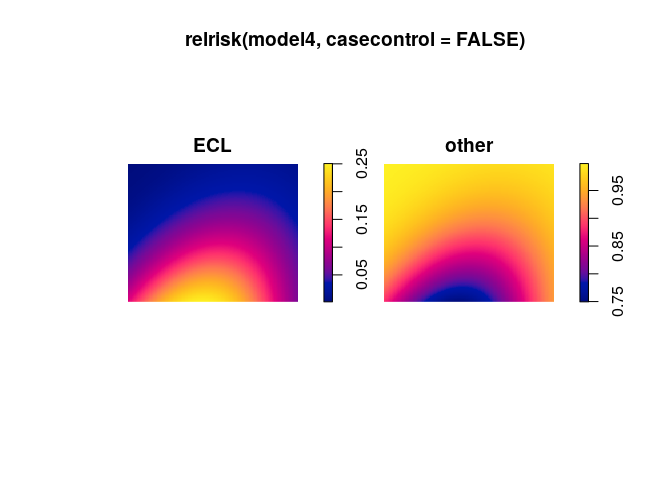 relrisk(model4, casecontrol = FALSE)
ECL
other
0.25
0.15
0.05
0.95
0.85
0.75